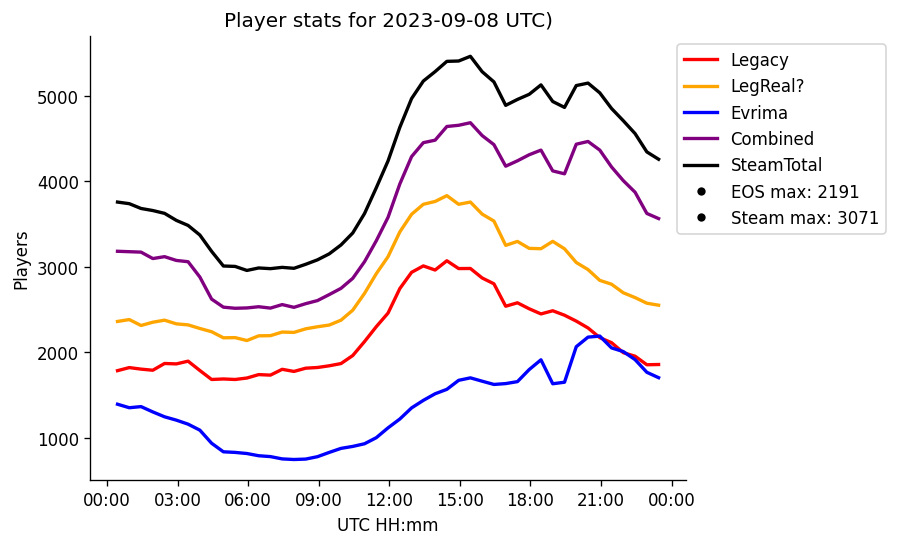 Player stats for 2023-09-08 UTC)
Players
5000
4000
3000
2000
1000
00:00 03:00 06:00 09:00 12:00 15:00 18:00 21:00 00:00
UTC HH:mm
Legacy
LegReal?
Evrima
Combined
SteamTotal
EOS max: 2191
Steam max: 3071